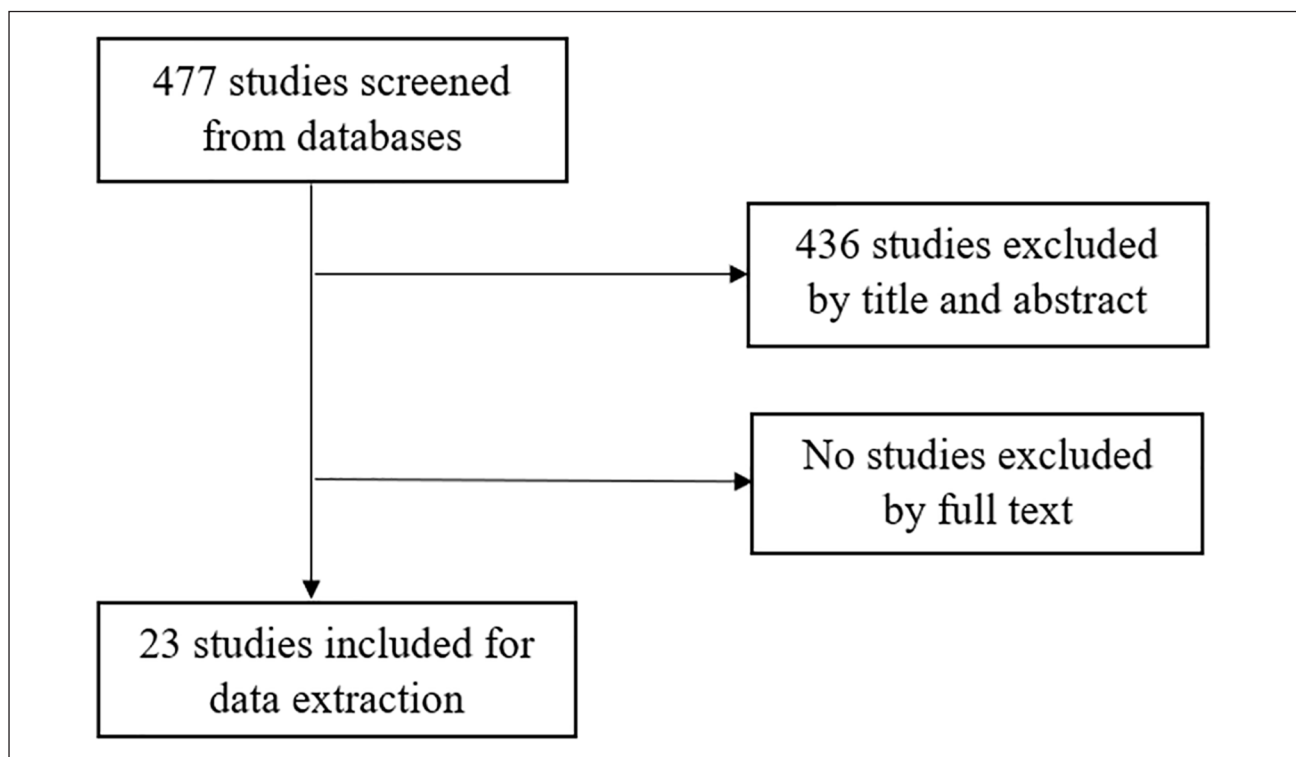 477 studies screened
from databases
436 studies excluded
by title and abstract
No studies excluded
by full text
23 studies included for
data extraction